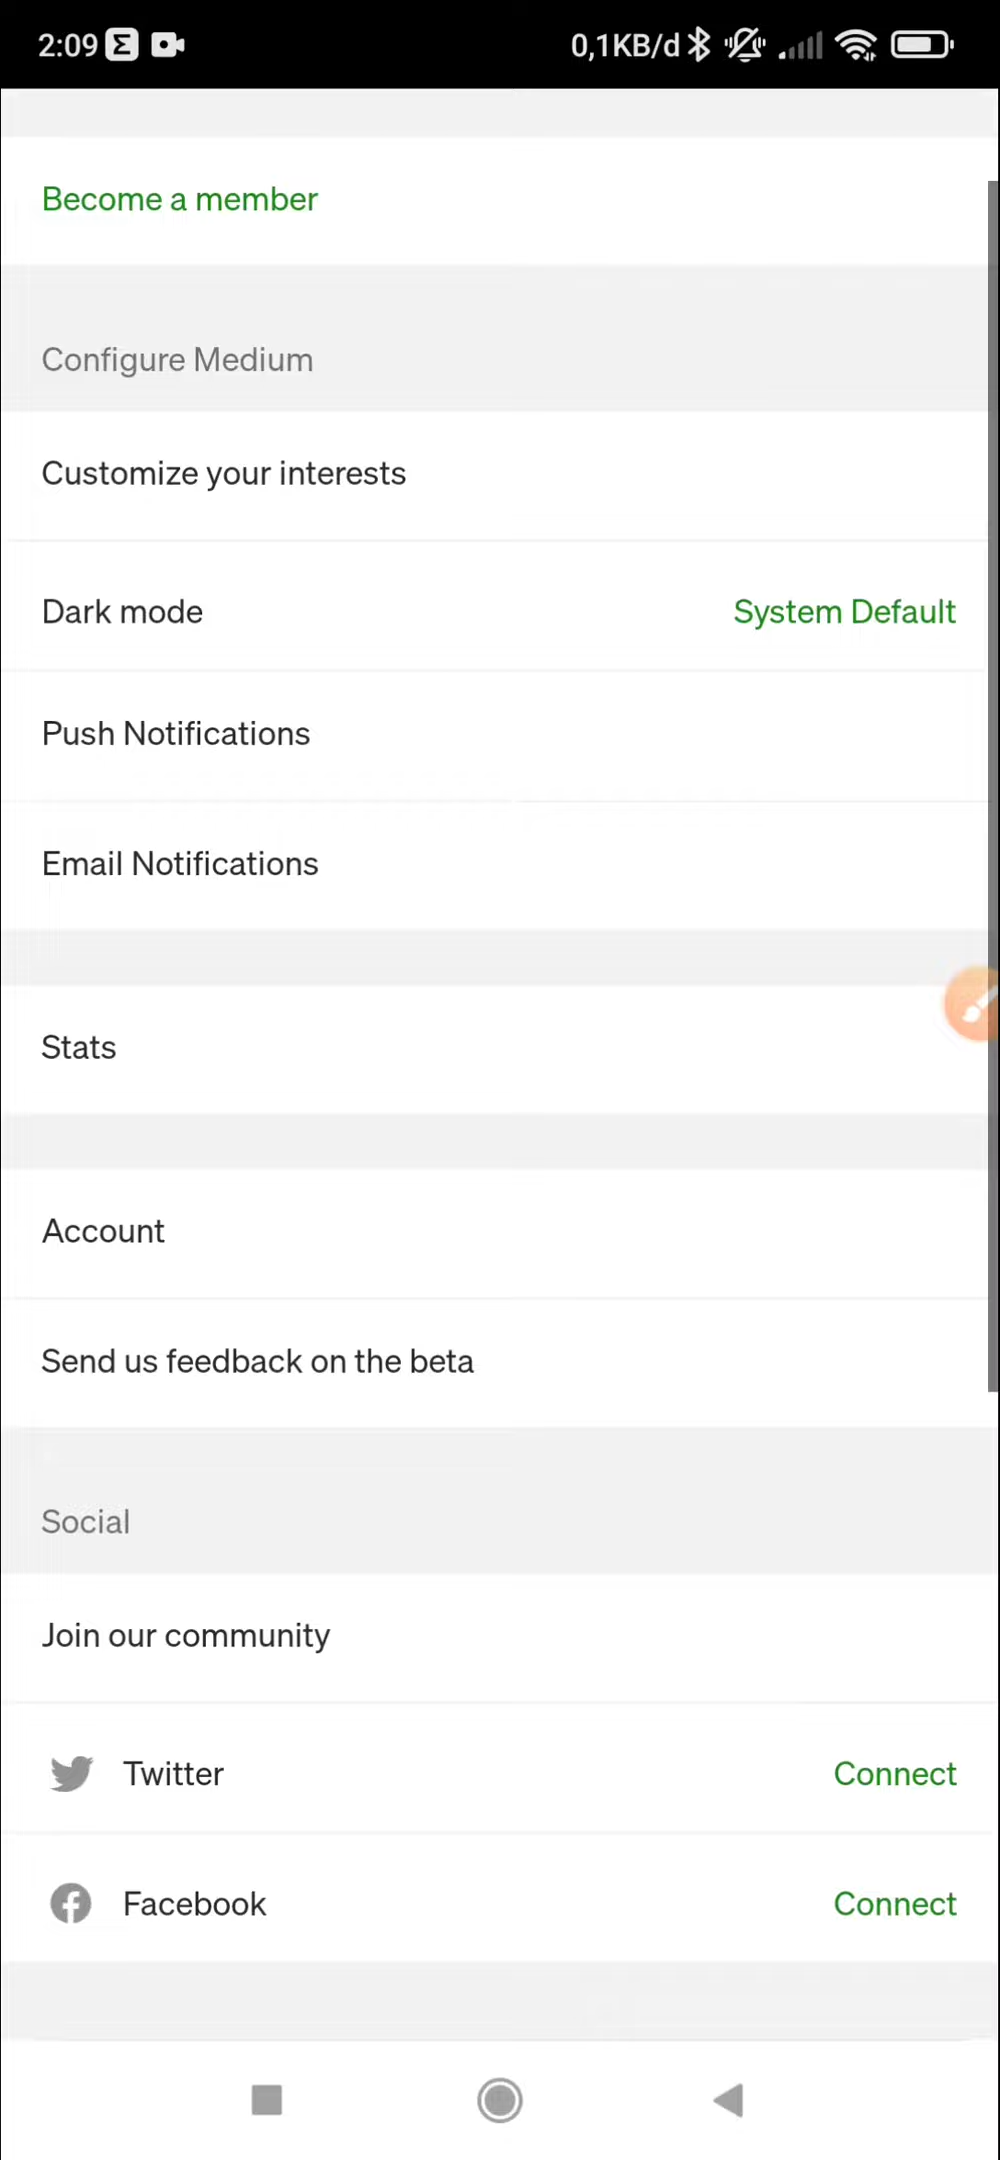 2:09 Σ 0,1KB/d
Become a member
Configure Medium
Customize your interests
Dark mode System Default
Push Notifications
Email Notifications
Stats
Account
Send us feedback on the beta
Social
Join our community
Twitter Connect
Facebook Connect